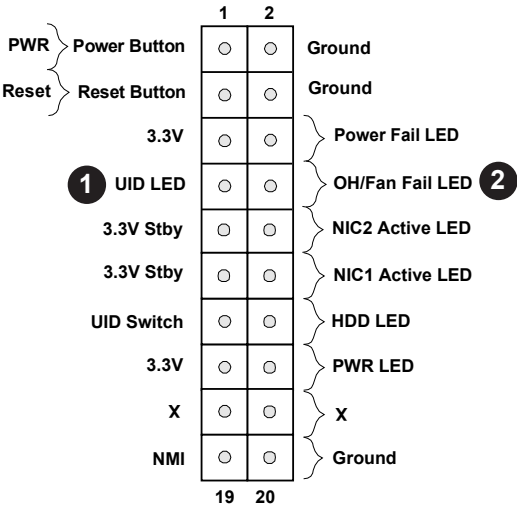 1 2
PWR Power Button Ground
Reset Reset Button Ground
3.3V Power Fail LED
1 UID LED OH/Fan Fail LED 2
3.3V Stby NIC2 Active LED
3.3V Stby NIC1 Active LED
UID Switch HDD LED
3.3V PWR LED
X X
NMI Ground
19 20